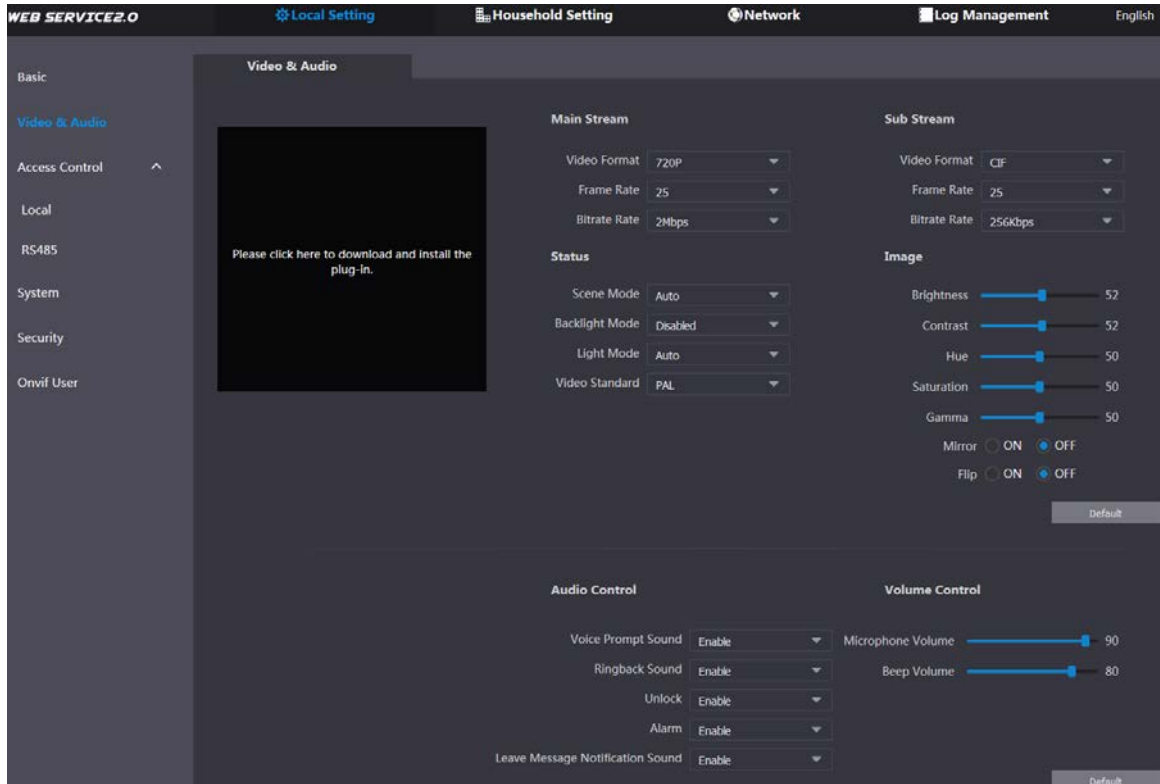 WEB SERVICE2.0
Local Setting
Household Setting
Network
Log Management
English
Basic
Video & Audio
Access Control
Local
RS485
System
Security
Onvif User
Video & Audio
Please click here to download and install the
plug-in.
Main Stream
Video Format 720P
Frame Rate 25
Bitrate Rate 2Mbps
Status
Scene Mode Auto
Backlight Mode Disabled
Light Mode Auto
Video Standard PAL
Sub Stream
Video Format CIF
Frame Rate 25
Bitrate Rate 256Kbps
Image
Brightness 52
Contrast 52
Hue 50
Saturation 50
Gamma 50
Mirror ON OFF
Flip ON OFF
Default
Audio Control
Voice Prompt Sound Enable
Ringback Sound Enable
Unlock Enable
Alarm Enable
Leave Message Notification Sound Enable
Volume Control
Microphone Volume 90
Beep Volume 80
Default